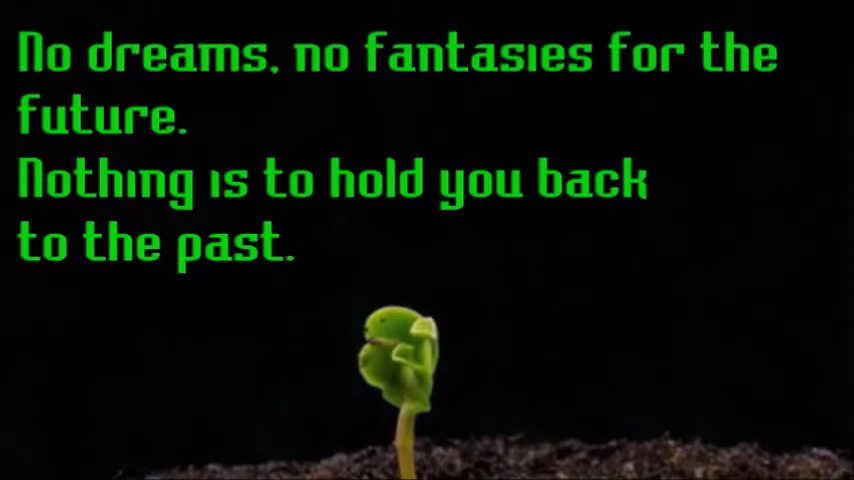 No dreams, no fantasies for the
future.
Nothing is to hold you back
to the past.